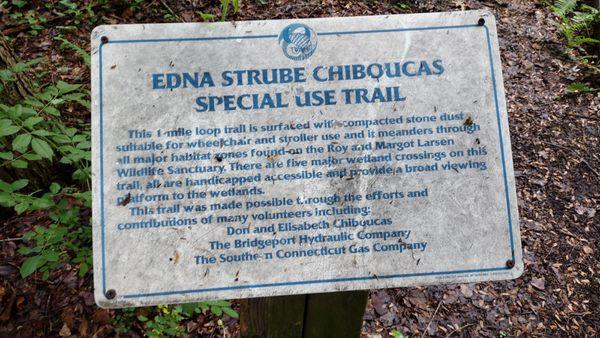 EDNA STRUBE CHIBOUCAS
SPECIAL USE TRAIL
This 1-mile loop trail is surfaced with compacted stone dust
suitable for wheelchair and stroller use and it meanders through
all major habitat zones found on the Roy and Margot Larsen
Wildlife Sanctuary. There are five major wetland crossings on this
trail, all are handicapped accessible and provide a broad viewing
platform to the wetlands.
This trail was made possible through the efforts and
contributions of many volunteers including:
Don and Elisabeth Chiboucas
The Bridgeport Hydraulic Company
The Southern Connecticut Gas Company